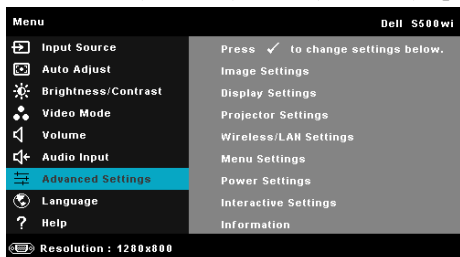 Menu Dell S500wi
Input Source
Press ✓ to change settings below.
Auto Adjust
Image Settings
Brightness/Contrast
Display Settings
Video Mode
Projector Settings
Volume
Wireless/LAN Settings
Audio Input
Menu Settings
Advanced Settings
Power Settings
Language
Interactive Settings
? Help
Information
Resolution : 1280x800